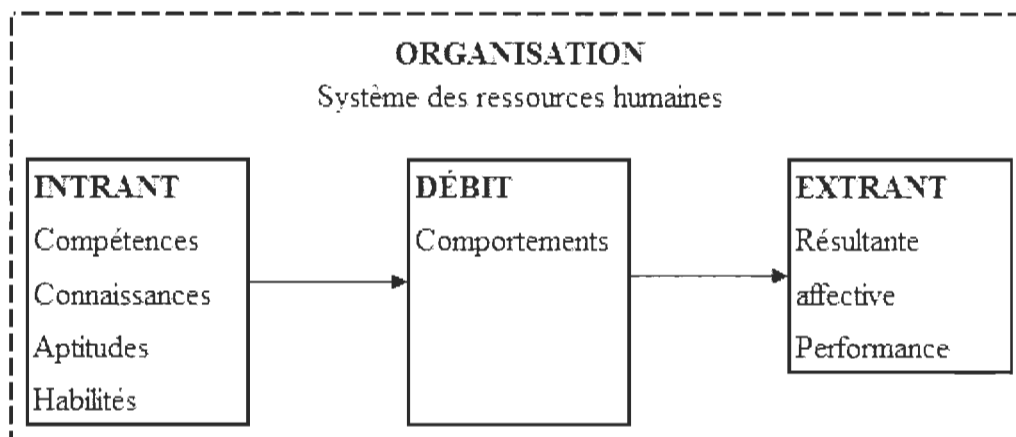 ORGANISATION
Système des ressources humaines
INTRANT
Compétences
Connaissances
Aptitudes
Habilités
DÉBIT
Comportements
EXTRANT
Résultante
affective
Performance